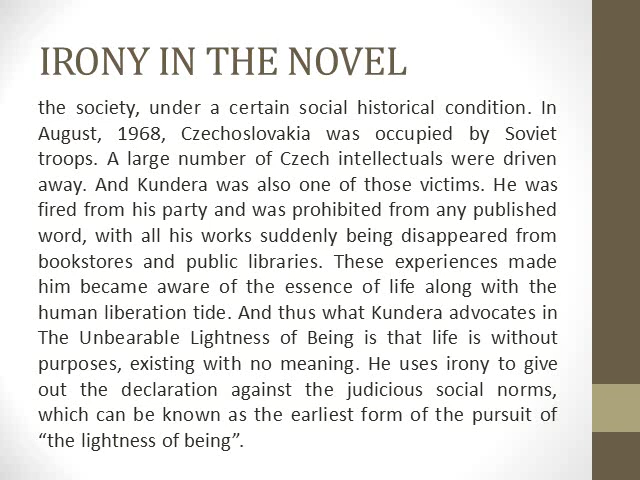 IRONY IN THE NOVEL
the society, under a certain social historical condition. In
August, 1968, Czechoslovakia was occupied by Soviet
troops. A large number of Czech intellectuals were driven
away. And Kundera was also one of those victims. He was
fired from his party and was prohibited from any published
word, with all his works suddenly being disappeared from
bookstores and public libraries. These experiences made
him became aware of the essence of life along with the
human liberation tide. And thus what Kundera advocates in
The Unbearable Lightness of Being is that life is without
purposes, existing with no meaning. He uses irony to give
out the declaration against the judicious social norms,
which can be known as the earliest form of the pursuit of
“the lightness of being”.